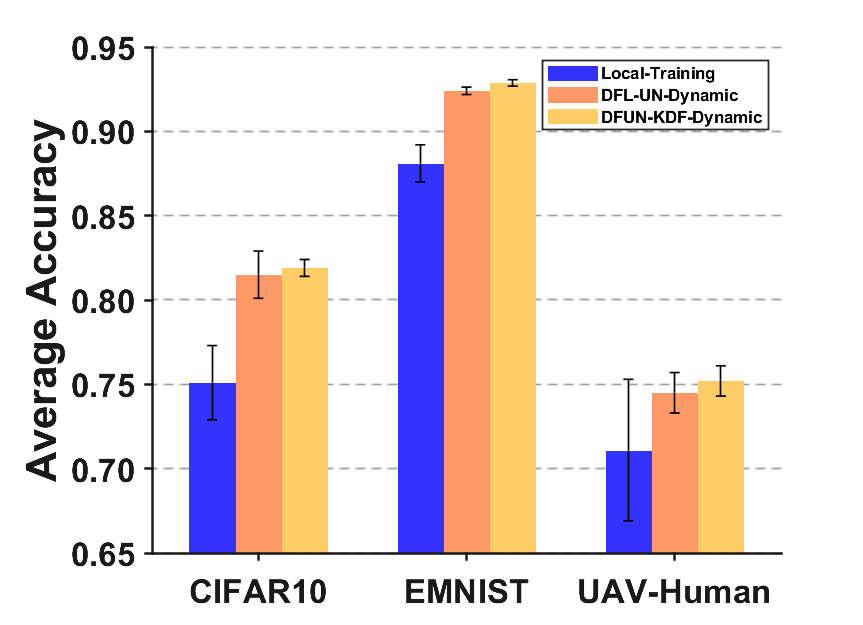 0.95
0.90
0.85
0.80
0.75
0.70
0.65
Average Accuracy
Local-Training
DFL-UN-Dynamic
DFUN-KDF-Dynamic
CIFAR10 EMNIST UAV-Human